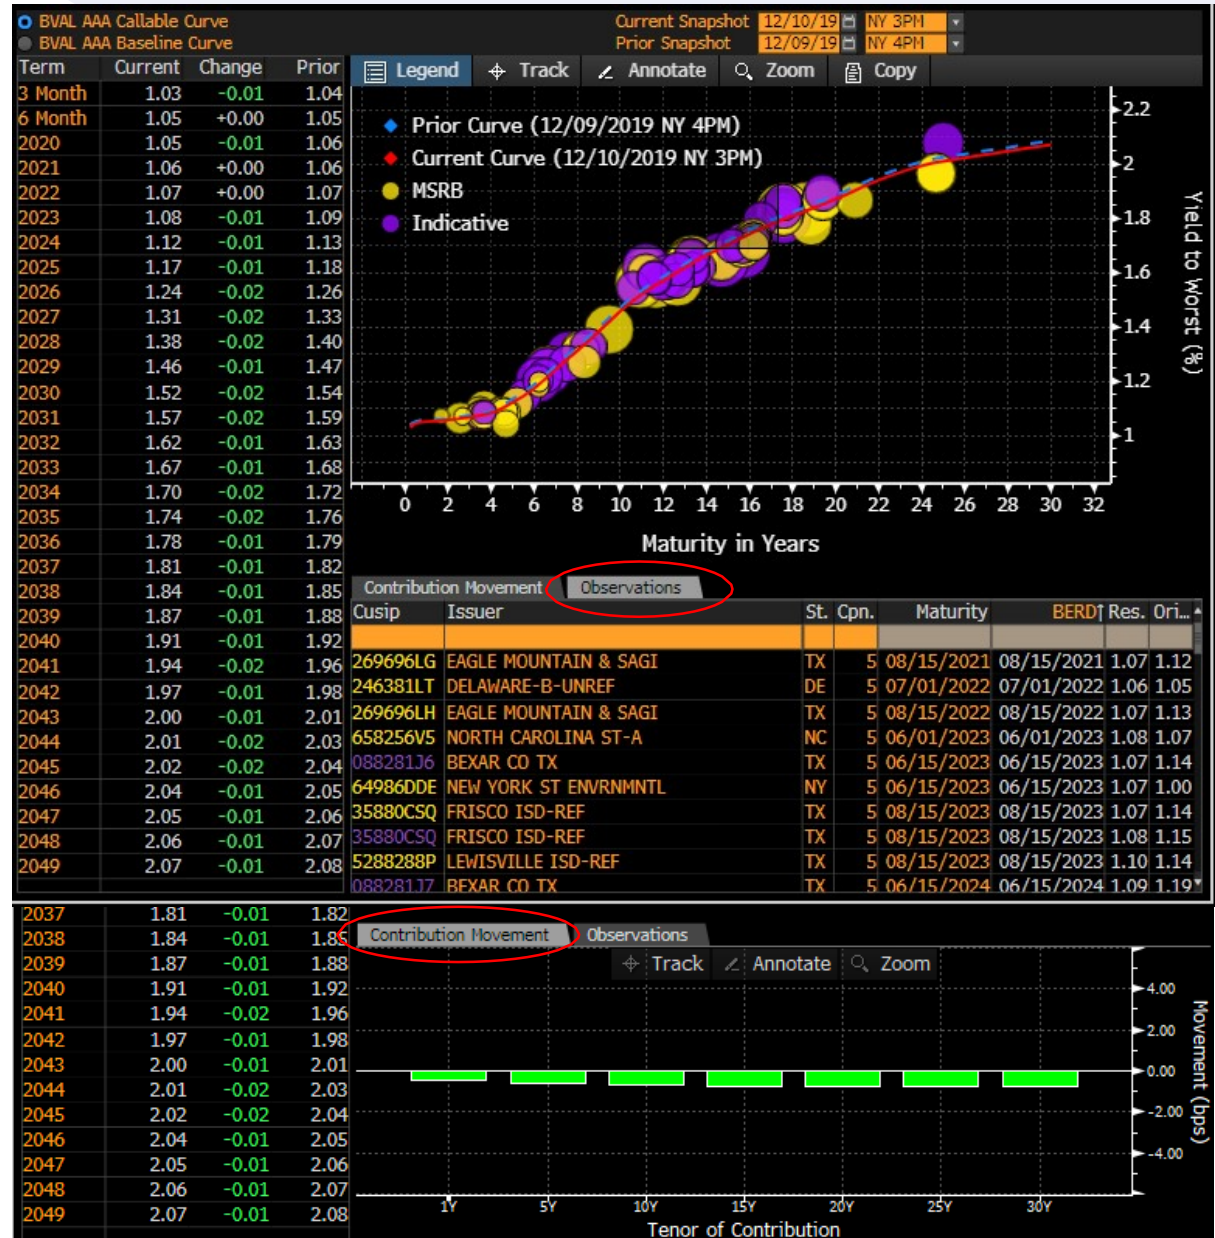 BVAL AAA Callable Curve Current Snapshot 12/10/19 NY 3PM
BVAL AAA Baseline Curve Prior Snapshot 12/09/19 NY 4PM
Term Current Change Prior
Legend Track Annotate Zoom Copy
3 Month 1.03 -0.01 1.04
6 Month 1.05 +0.00 1.05
2020 1.05 -0.01 1.06
2021 1.06 +0.00 1.06
2022 1.07 +0.00 1.07
2023 1.08 -0.01 1.09
2024 1.12 -0.01 1.13
2025 1.17 -0.01 1.18
2026 1.24 -0.02 1.26
2027 1.31 -0.02 1.33
2028 1.38 -0.02 1.40
2029 1.46 -0.01 1.47
2030 1.52 -0.02 1.54
2031 1.57 -0.02 1.59
2032 1.62 -0.01 1.63
2033 1.67 -0.01 1.68
2034 1.70 -0.02 1.72
2035 1.74 -0.02 1.76
2036 1.78 -0.01 1.79
2037 1.81 -0.01 1.82
2038 1.84 -0.01 1.85
2039 1.87 -0.01 1.88
2040 1.91 -0.01 1.92
2041 1.94 -0.02 1.96
2042 1.97 -0.01 1.98
2043 2.00 -0.01 2.01
2044 2.01 -0.02 2.03
2045 2.02 -0.02 2.04
2046 2.04 -0.01 2.05
2047 2.05 -0.01 2.06
2048 2.06 -0.01 2.07
2049 2.07 -0.01 2.08
Prior Curve (12/09/2019 NY 4PM)
Current Curve (12/10/2019 NY 3PM)
MSRB
Indicative
2.2
2
1.8
1.6
1.4
1.2
1
Yield to Worst (%)
0 2 4 6 8 10 12 14 16 18 20 22 24 26 28 30 32
Maturity in Years
Contribution Movement Observations
Cusip Issuer St. Cpn. Maturity BERD↑ Res. Ori...
269696LG EAGLE MOUNTAIN & SAGI TX 5 08/15/2021 08/15/2021 1.07 1.12
246381LT DELAWARE-B-UNREF DE 5 07/01/2022 07/01/2022 1.06 1.05
269696LH EAGLE MOUNTAIN & SAGI TX 5 08/15/2022 08/15/2022 1.07 1.13
658256V5 NORTH CAROLINA ST-A NC 5 06/01/2023 06/01/2023 1.08 1.07
088281J6 BEXAR CO TX TX 5 06/15/2023 06/15/2023 1.07 1.14
64986DDE NEW YORK ST ENVRNMNTL NY 5 06/15/2023 06/15/2023 1.07 1.00
35880CSQ FRISCO ISD-REF TX 5 08/15/2023 08/15/2023 1.07 1.14
35880CSQ FRISCO ISD-REF TX 5 08/15/2023 08/15/2023 1.08 1.15
5288288P LEWISVILLE ISD-REF TX 5 08/15/2023 08/15/2023 1.10 1.14
088281J7 BEXAR CO TX TX 5 06/15/2024 06/15/2024 1.09 1.19
2037 1.81 -0.01 1.82
2038 1.84 -0.01 1.85
2039 1.87 -0.01 1.88
2040 1.91 -0.01 1.92
2041 1.94 -0.02 1.96
2042 1.97 -0.01 1.98
2043 2.00 -0.01 2.01
2044 2.01 -0.02 2.03
2045 2.02 -0.02 2.04
2046 2.04 -0.01 2.05
2047 2.05 -0.01 2.06
2048 2.06 -0.01 2.07
2049 2.07 -0.01 2.08
Contribution Movement Observations
Track Annotate Zoom
4.00
2.00
0.00
-2.00
-4.00
Movement (bps)
1Y 5Y 10Y 15Y 20Y 25Y 30Y
Tenor of Contribution